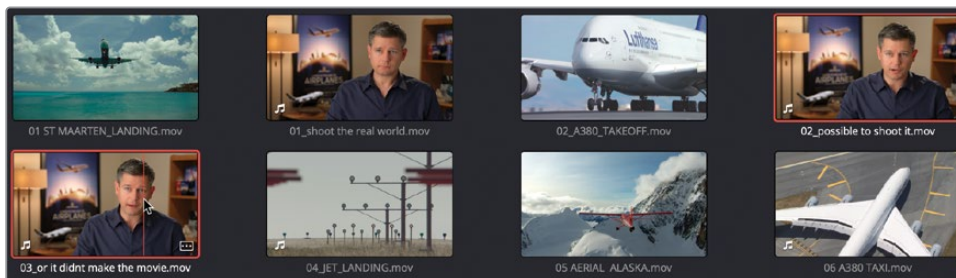 Lufthansa
01 ST MAARTEN_LANDING.mov
01_shoot the real world.mov
02_A380_TAKEOFF.mov
02_possible to shoot it.mov
AIRPLANES
03_or it didnt make the movie.mov
04_JET_LANDING.mov
05 AERIAL_ALASKA.mov
06 A380 TAXI.mov